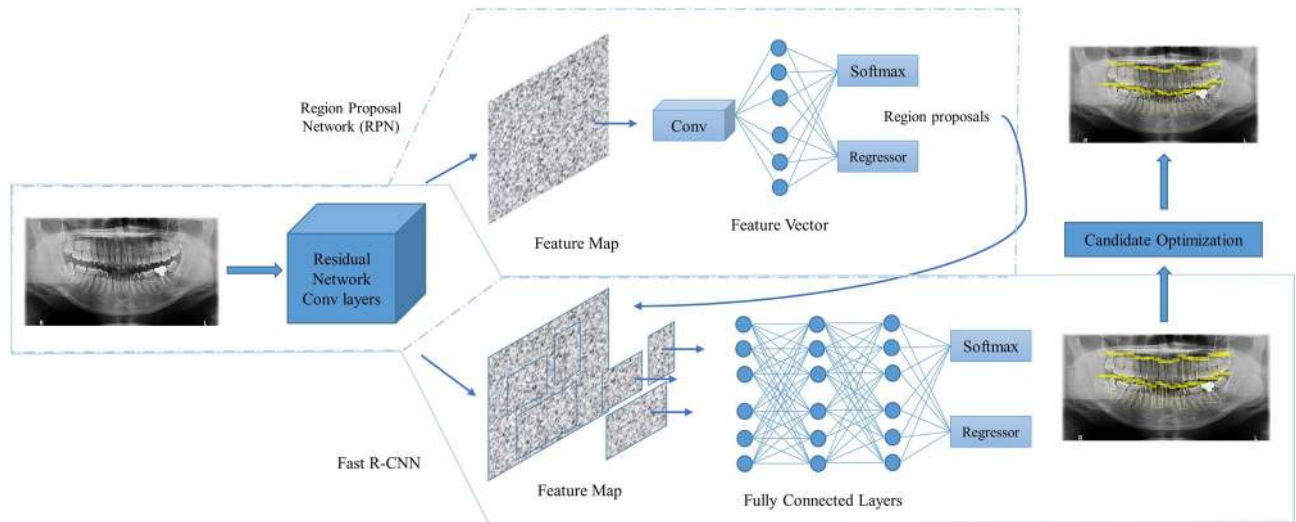 Region Proposal
Network (RPN)
Conv
Softmax
Regressor
Region proposals
Feature Map
Feature Vector
Residual
Network
Conv layers
Candidate Optimization
Fast R-CNN
Feature Map
Fully Connected Layers
Softmax
Regressor